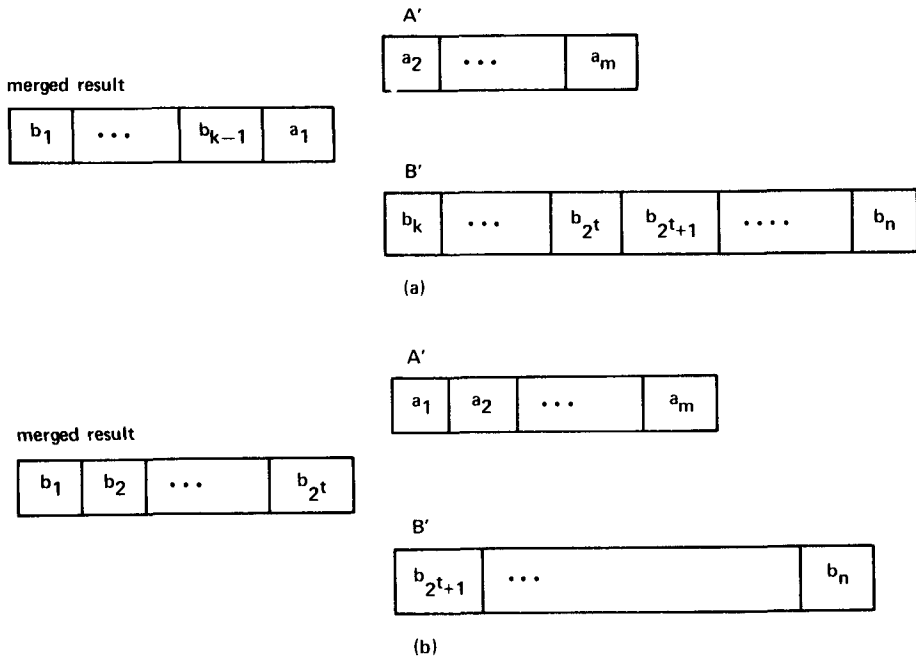 A′
a₂ ... aₘ
merged result
b₁ ... bₖ₋₁ a₁
B′
bₖ ... b₂ᵗ b₂ᵗ₊₁ .... bₙ
(a)
A′
a₁ a₂ ... aₘ
merged result
b₁ b₂ ... b₂ᵗ
B′
b₂ᵗ₊₁ ... bₙ
(b)